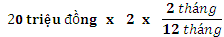 20 triệu đồng x 2 x 2 tháng
12 tháng